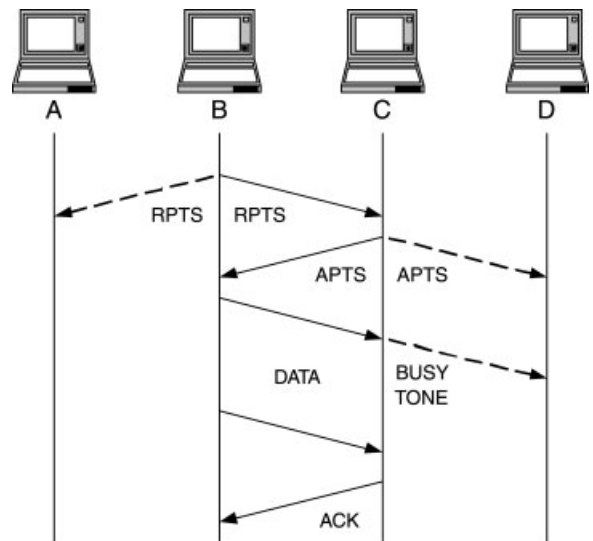 A B C D
RPTS RPTS
APTS APTS
DATA
BUSY
TONE
ACK